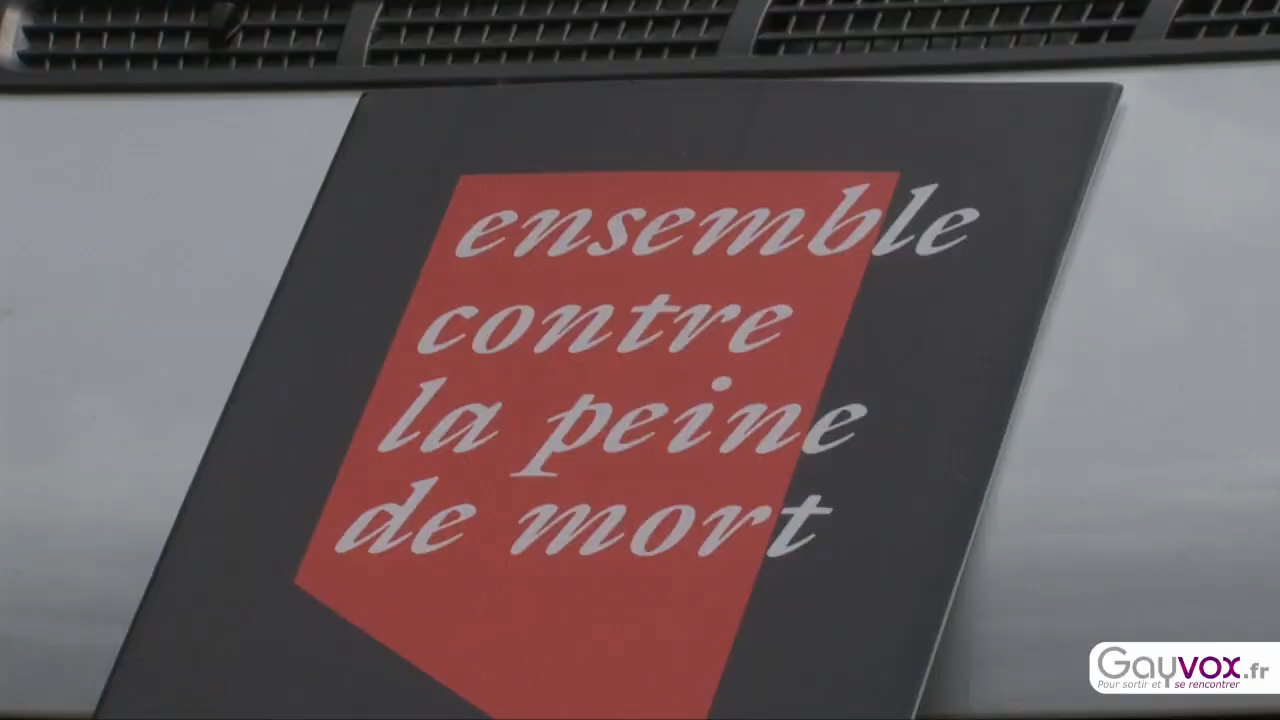 ensemble
contre
la peine
de mort
Gayvox.fr
Pour sortir et se rencontrer